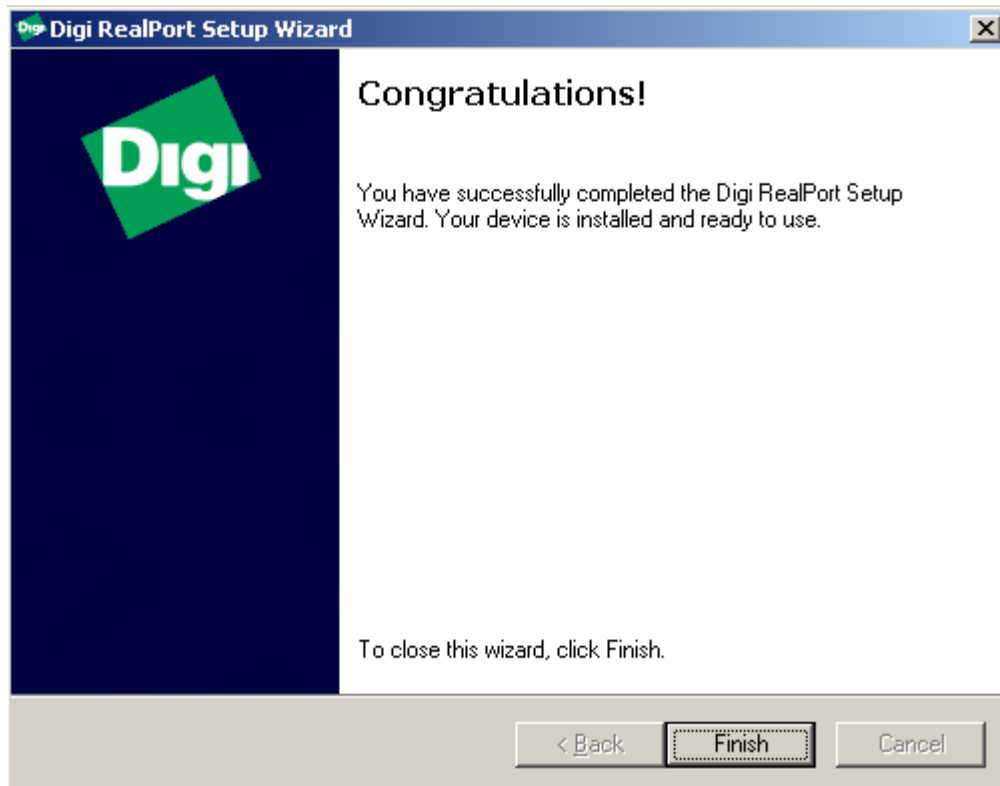 Digi Digi RealPort Setup Wizard
Digi
Congratulations!
You have successfully completed the Digi RealPort Setup
Wizard. Your device is installed and ready to use.
To close this wizard, click Finish.
< Back Finish Cancel